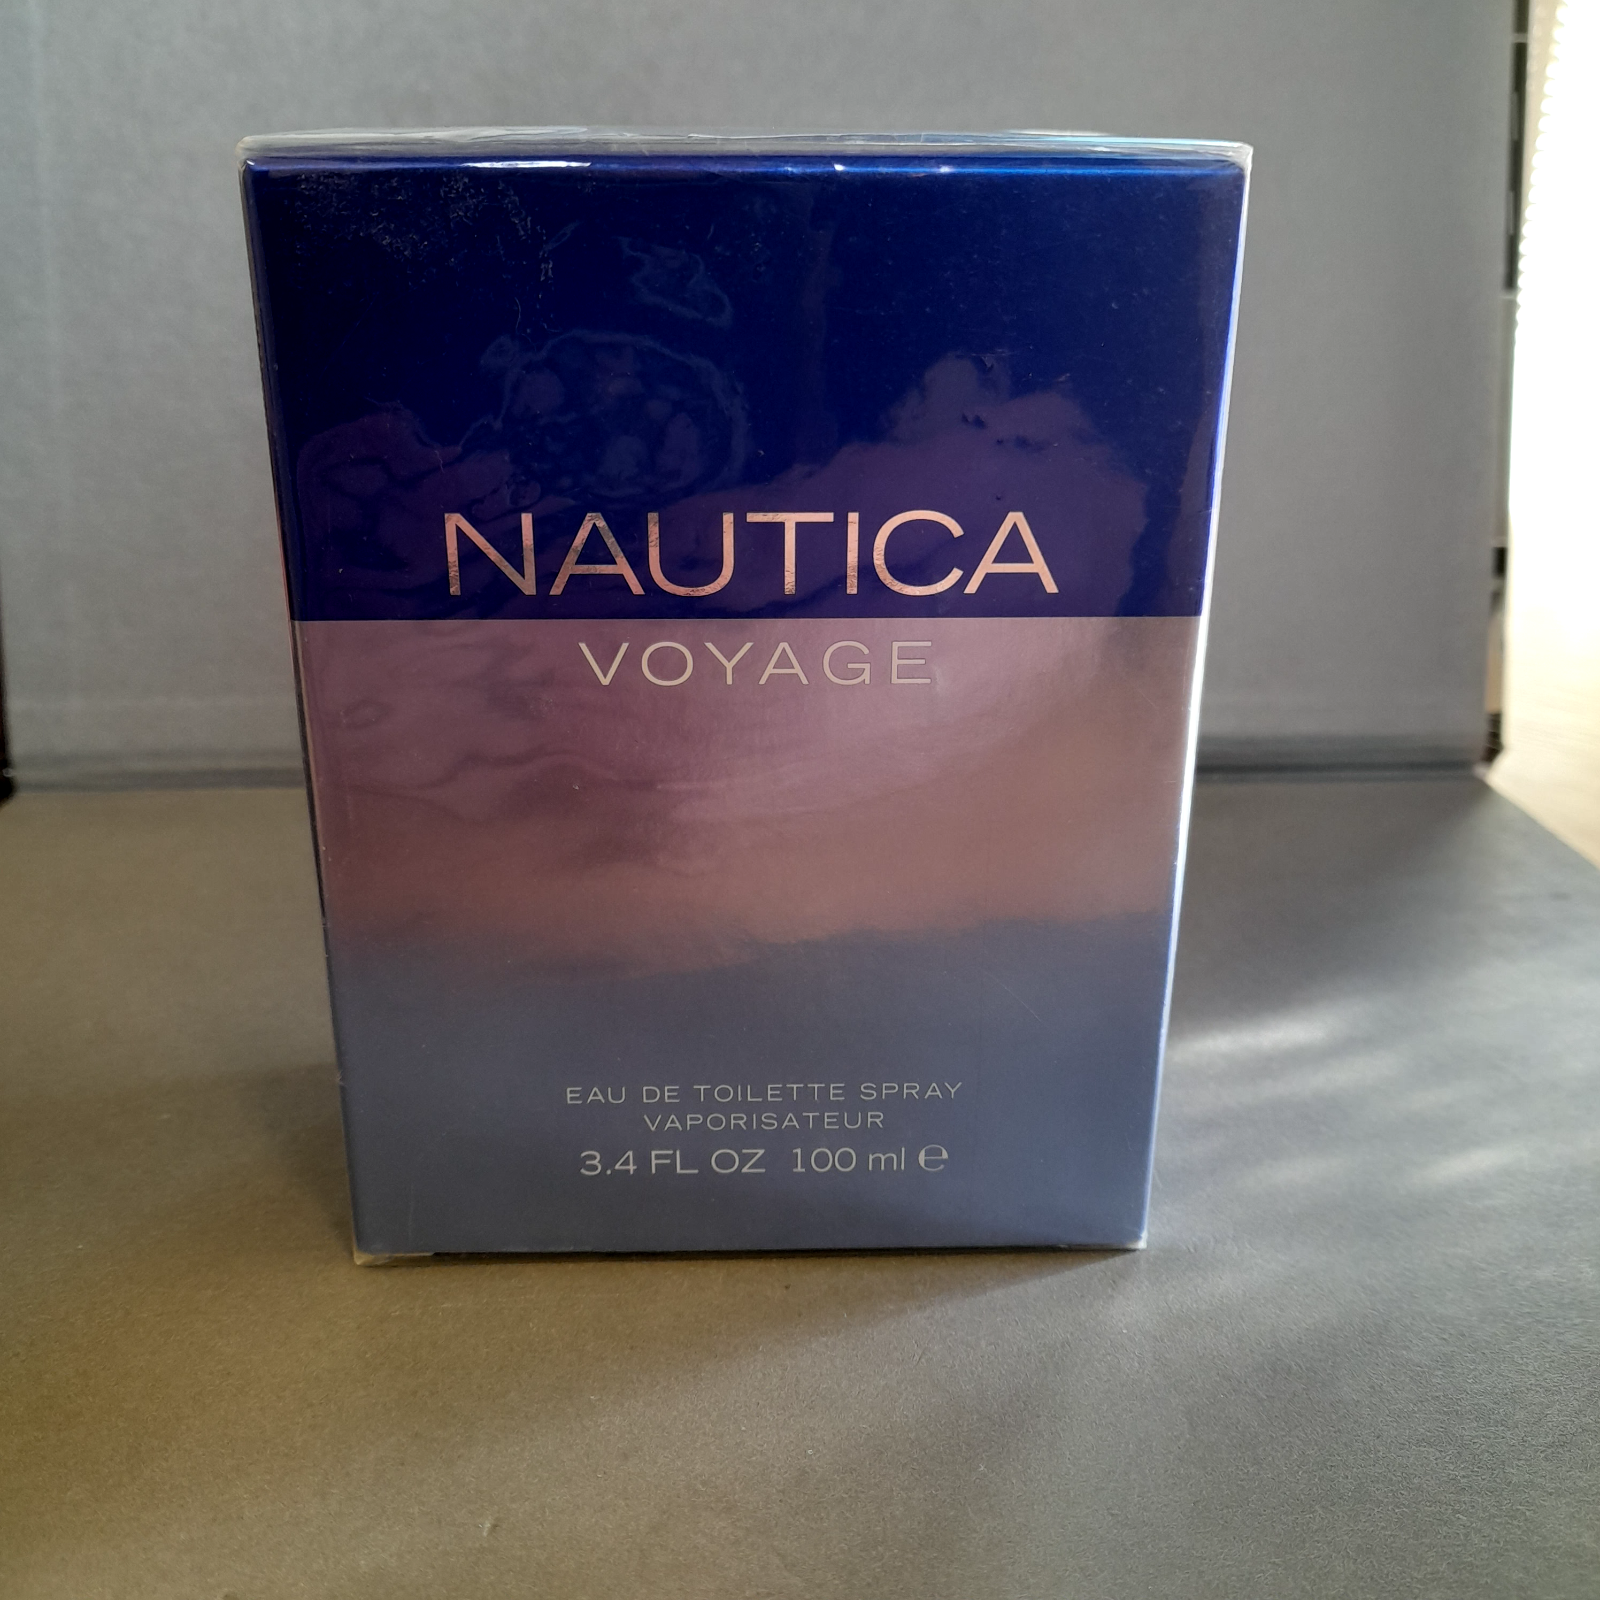 NAUTICA
VOYAGE
EAU DE TOILETTE SPRAY
VAPORISATEUR
3.4 FL OZ 100 ml ℮